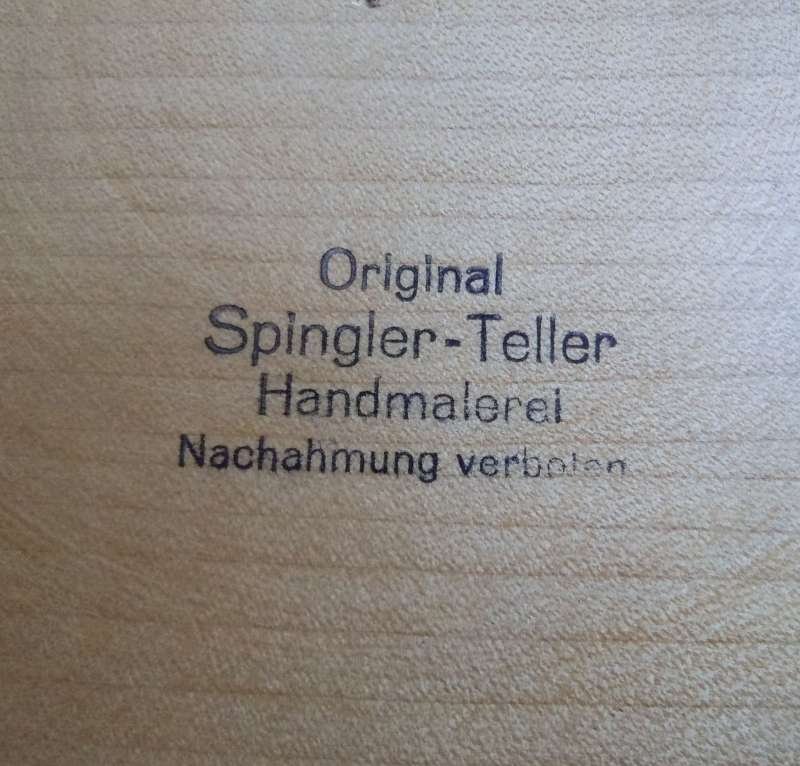 Original
Spingler-Teller
Handmalerei
Nachahmung verboten